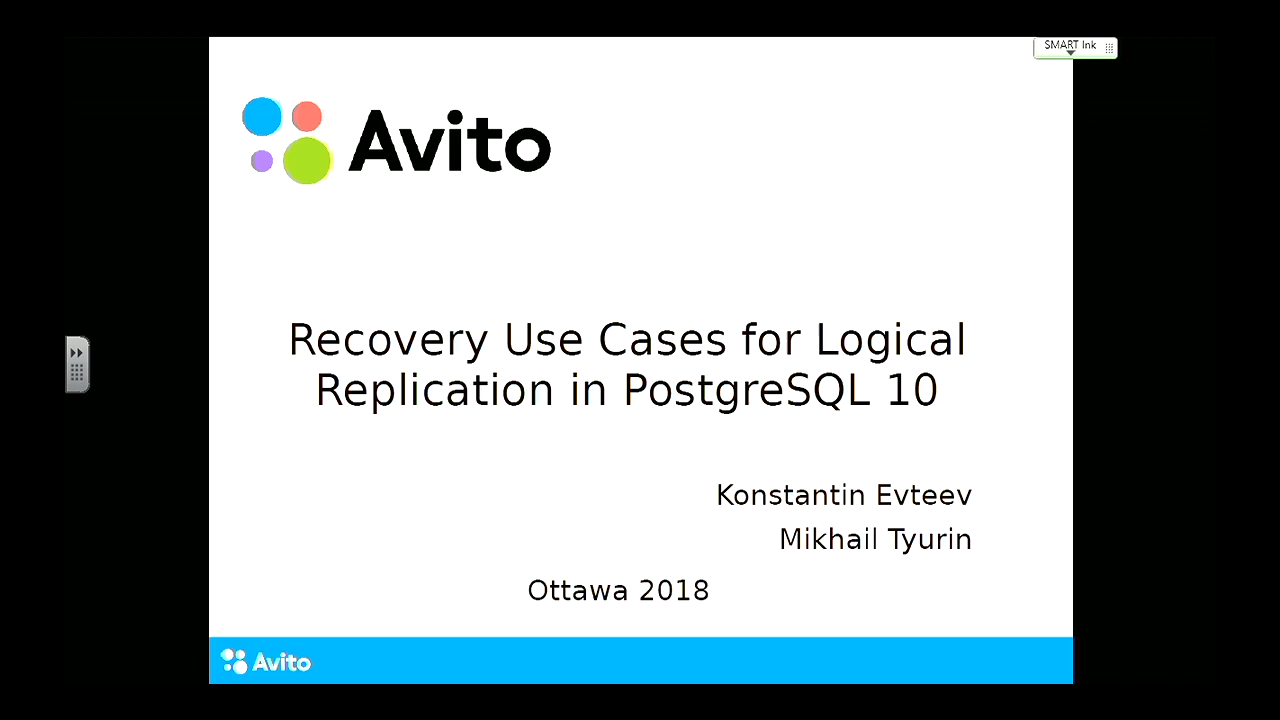 SMART Ink
Avito
Recovery Use Cases for Logical
Replication in PostgreSQL 10
Konstantin Evteev
Mikhail Tyurin
Ottawa 2018
Avito